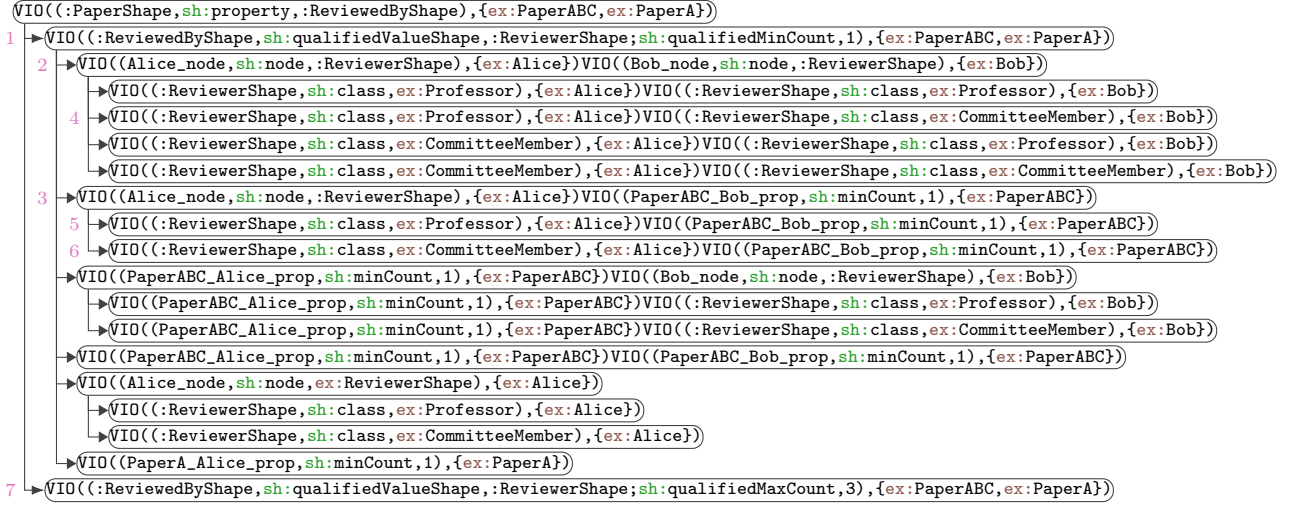 VIO((:PaperShape,sh:property,:ReviewedByShape),{ex:PaperABC,ex:PaperA})
1 VIO((:ReviewedByShape,sh:qualifiedValueShape,:ReviewerShape;sh:qualifiedMinCount,1),{ex:PaperABC,ex:PaperA})
2 VIO((Alice_node,sh:node,:ReviewerShape),{ex:Alice})VIO((Bob_node,sh:node,:ReviewerShape),{ex:Bob})
VIO((:ReviewerShape,sh:class,ex:Professor),{ex:Alice})VIO((:ReviewerShape,sh:class,ex:Professor),{ex:Bob})
4 VIO((:ReviewerShape,sh:class,ex:Professor),{ex:Alice})VIO((:ReviewerShape,sh:class,ex:CommitteeMember),{ex:Bob})
VIO((:ReviewerShape,sh:class,ex:CommitteeMember),{ex:Alice})VIO((:ReviewerShape,sh:class,ex:Professor),{ex:Bob})
VIO((:ReviewerShape,sh:class,ex:CommitteeMember),{ex:Alice})VIO((:ReviewerShape,sh:class,ex:CommitteeMember),{ex:Bob})
3 VIO((Alice_node,sh:node,:ReviewerShape),{ex:Alice})VIO((PaperABC_Bob_prop,sh:minCount,1),{ex:PaperABC})
5 VIO((:ReviewerShape,sh:class,ex:Professor),{ex:Alice})VIO((PaperABC_Bob_prop,sh:minCount,1),{ex:PaperABC})
6 VIO((:ReviewerShape,sh:class,ex:CommitteeMember),{ex:Alice})VIO((PaperABC_Bob_prop,sh:minCount,1),{ex:PaperABC})
VIO((PaperABC_Alice_prop,sh:minCount,1),{ex:PaperABC})VIO((Bob_node,sh:node,:ReviewerShape),{ex:Bob})
VIO((PaperABC_Alice_prop,sh:minCount,1),{ex:PaperABC})VIO((:ReviewerShape,sh:class,ex:Professor),{ex:Bob})
VIO((PaperABC_Alice_prop,sh:minCount,1),{ex:PaperABC})VIO((:ReviewerShape,sh:class,ex:CommitteeMember),{ex:Bob})
VIO((PaperABC_Alice_prop,sh:minCount,1),{ex:PaperABC})VIO((PaperABC_Bob_prop,sh:minCount,1),{ex:PaperABC})
VIO((Alice_node,sh:node,ex:ReviewerShape),{ex:Alice})
VIO((:ReviewerShape,sh:class,ex:Professor),{ex:Alice})
VIO((:ReviewerShape,sh:class,ex:CommitteeMember),{ex:Alice})
VIO((PaperA_Alice_prop,sh:minCount,1),{ex:PaperA})
7 VIO((:ReviewedByShape,sh:qualifiedValueShape,:ReviewerShape;sh:qualifiedMaxCount,3),{ex:PaperABC,ex:PaperA})